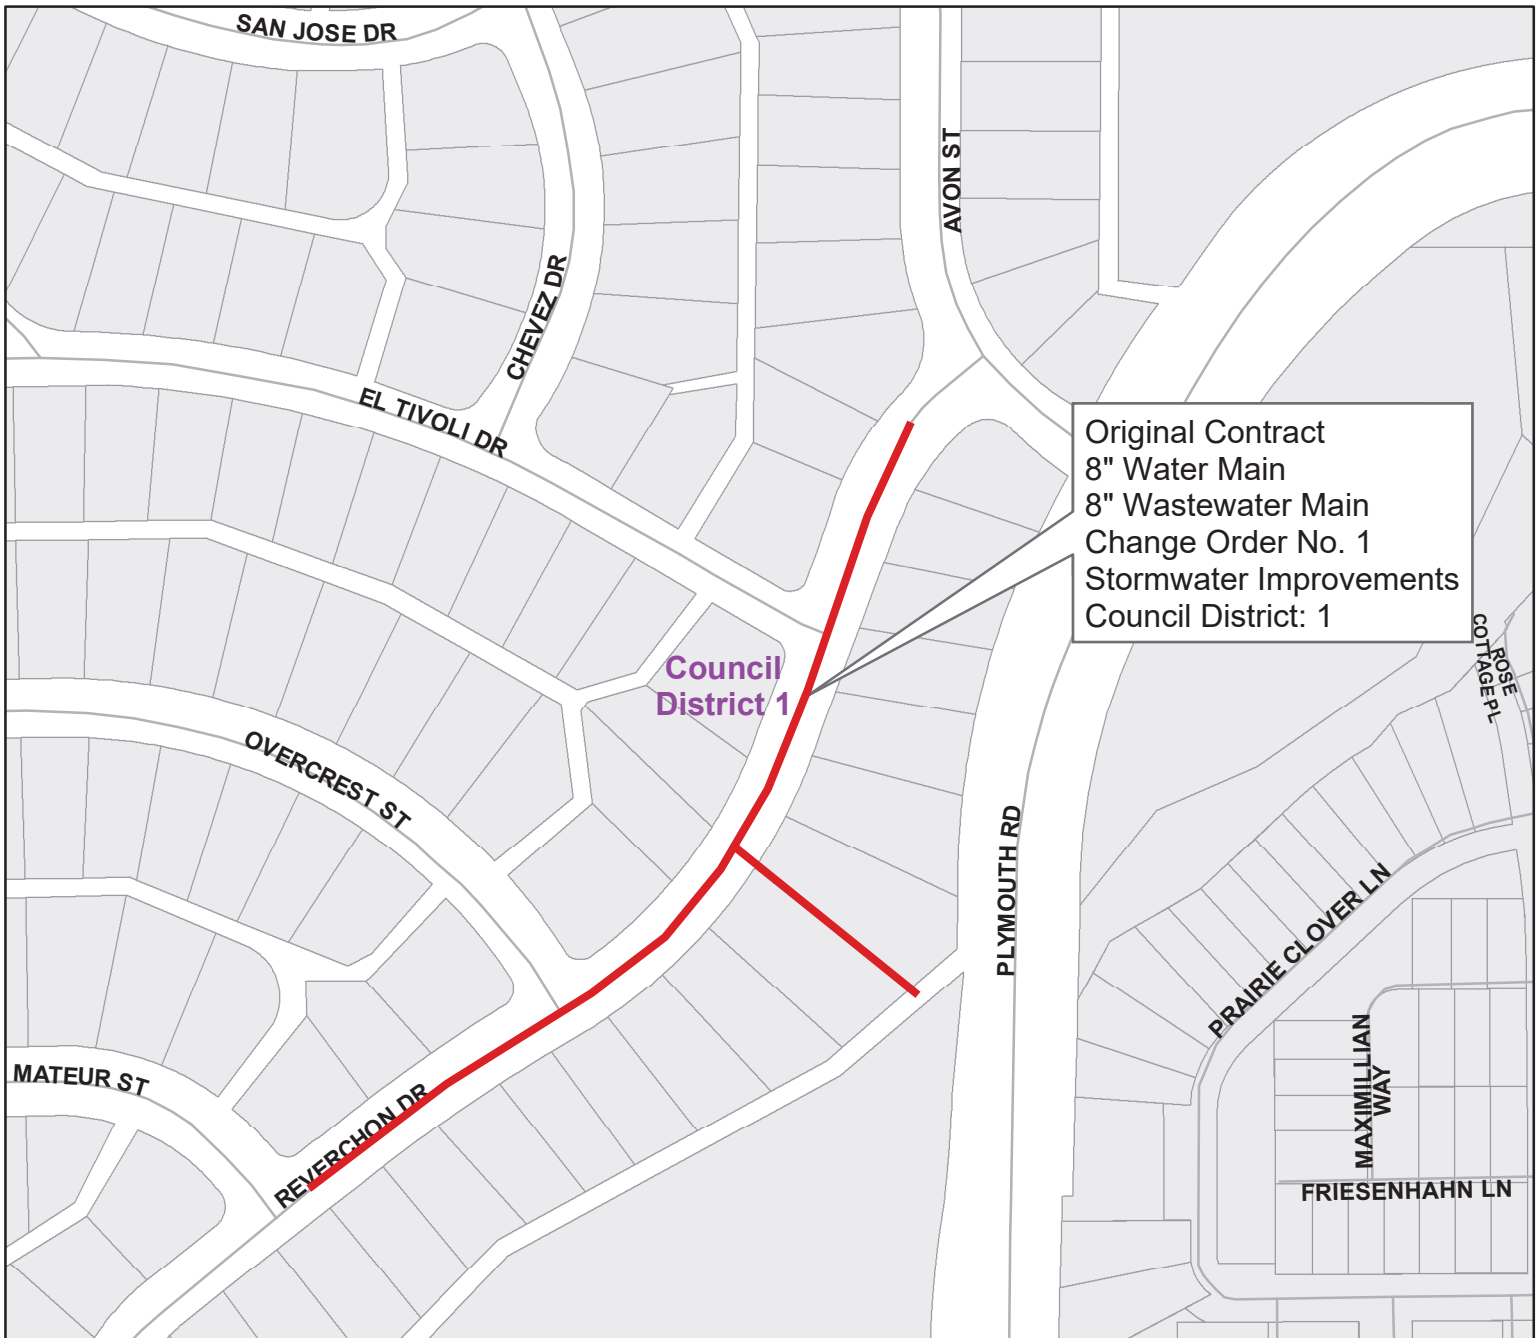 SAN JOSE DR
AVON ST
CHEVEZ DR
EL TIVOLI DR
Original Contract
8" Water Main
8" Wastewater Main
Change Order No. 1
Stormwater Improvements
Council District: 1
ROSE
COTTAGE PL
Council
District 1
OVERCREST ST
PLYMOUTH RD
PRAIRIE CLOVER LN
MATEUR ST
REVERCHON DR
MAXIMILLIAN
WAY
FRIESENHAHN LN